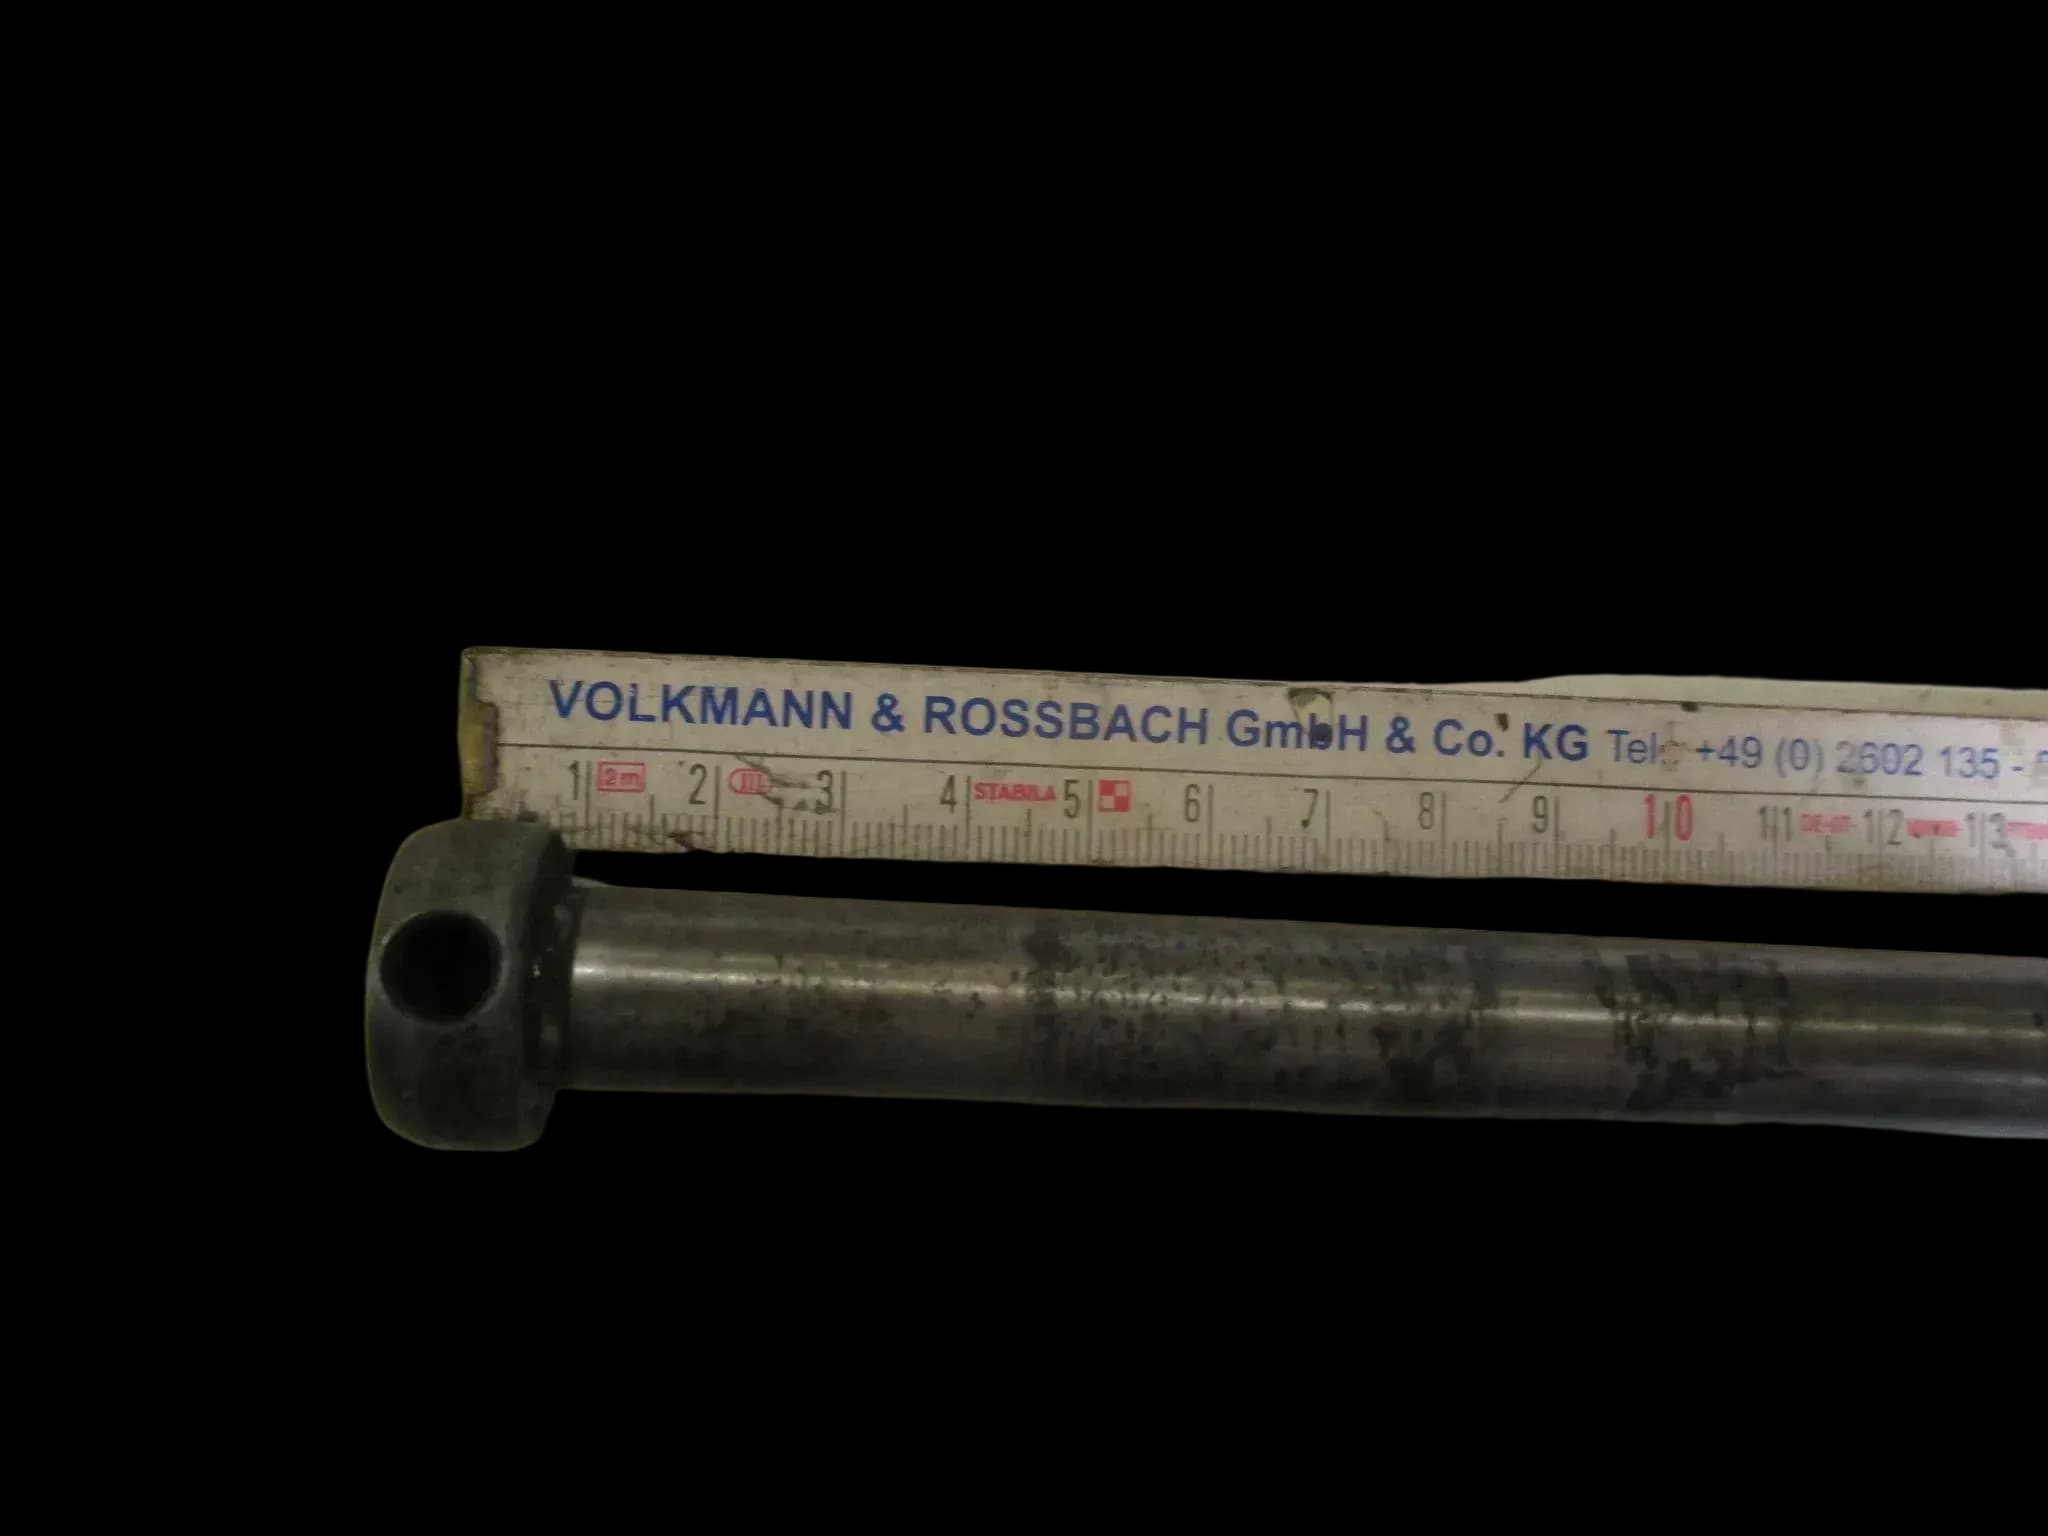 VOLKMANN & ROSSBACH GmbH & Co. KG Tel.: +49 (0) 2602 135 -
1 2m 2 III 3 4 STABILA 5 6 7 8 9 10 11 12 13